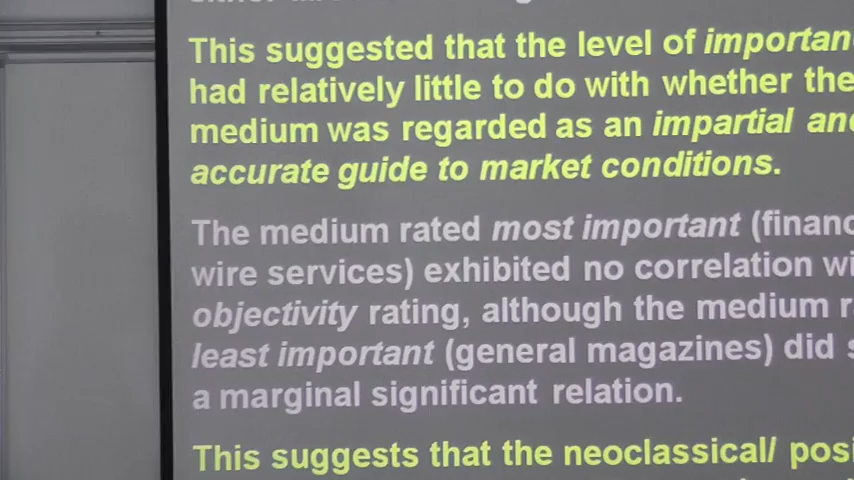 This suggested that the level of
had relatively little to do with whether the
medium was regarded as an impartial
accurate guide to market conditions.
The medium rated most important
wire services) exhibited no correlation
objectivity rating, although the medium
least important (general magazines) did
a marginal significant relation.
This suggests that the neoclassical/